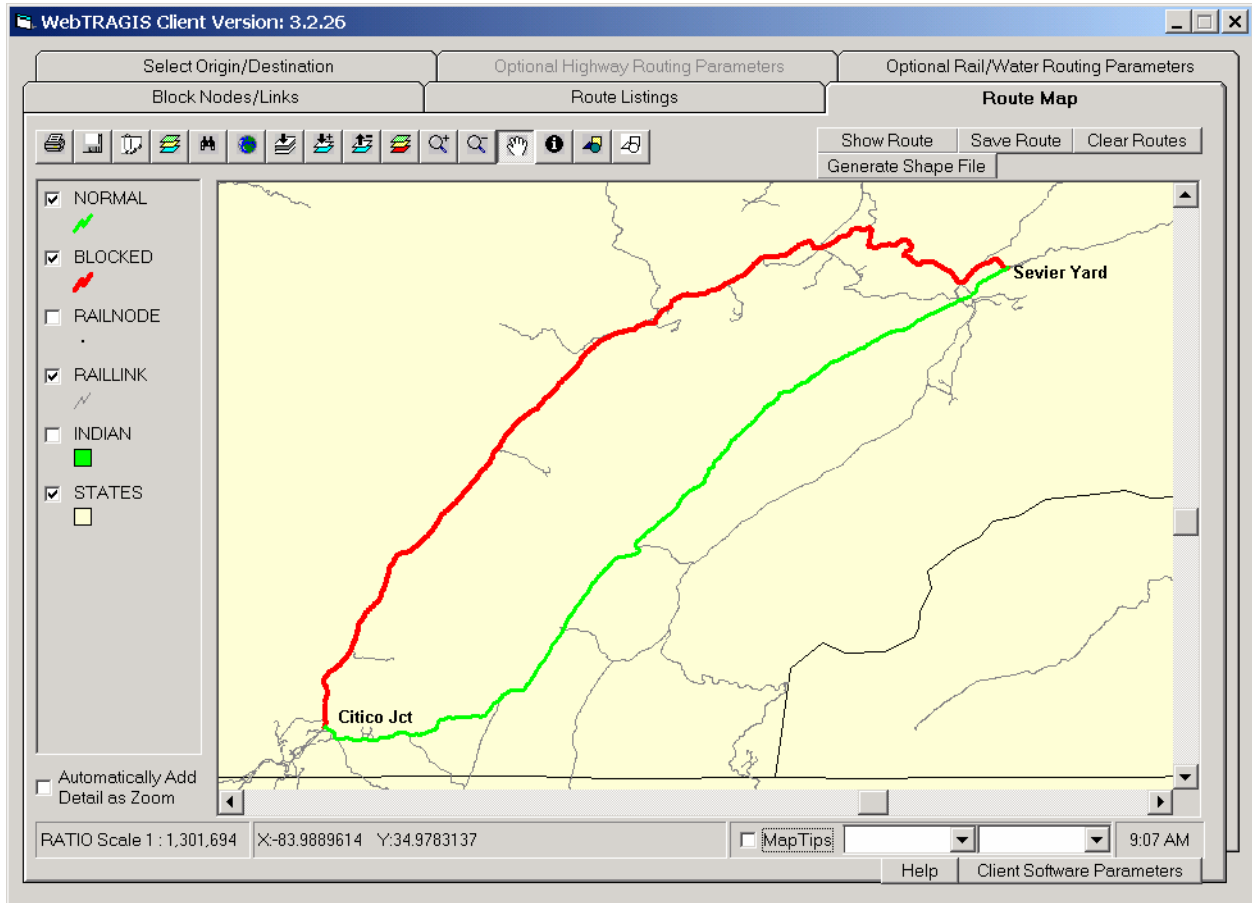 WebTRAGIS Client Version: 3.2.26
Select Origin/Destination
Optional Highway Routing Parameters
Optional Rail/Water Routing Parameters
Block Nodes/Links
Route Listings
Route Map
Show Route
Save Route
Clear Routes
Generate Shape File
NORMAL
BLOCKED
RAILNODE
RAILLINK
INDIAN
STATES
Sevier Yard
Citico Jct
Automatically Add
Detail as Zoom
RATIO Scale 1 : 1,301,694
X:-83.9889614 Y:34.9783137
MapTips
9:07 AM
Help
Client Software Parameters